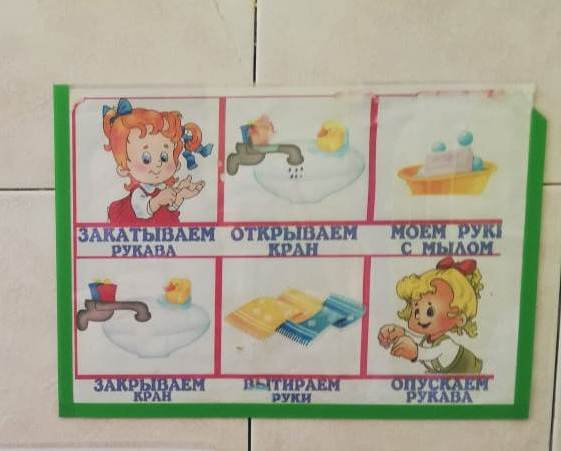 ЗАКАТЫВАЕМ
РУКАВА
ОТКРЫВАЕМ
КРАН
МОЕМ РУКИ
С МЫЛОМ
ЗАКРЫВАЕМ
КРАН
ВЫТИРАЕМ
РУКИ
ОПУСКАЕМ
РУКАВА